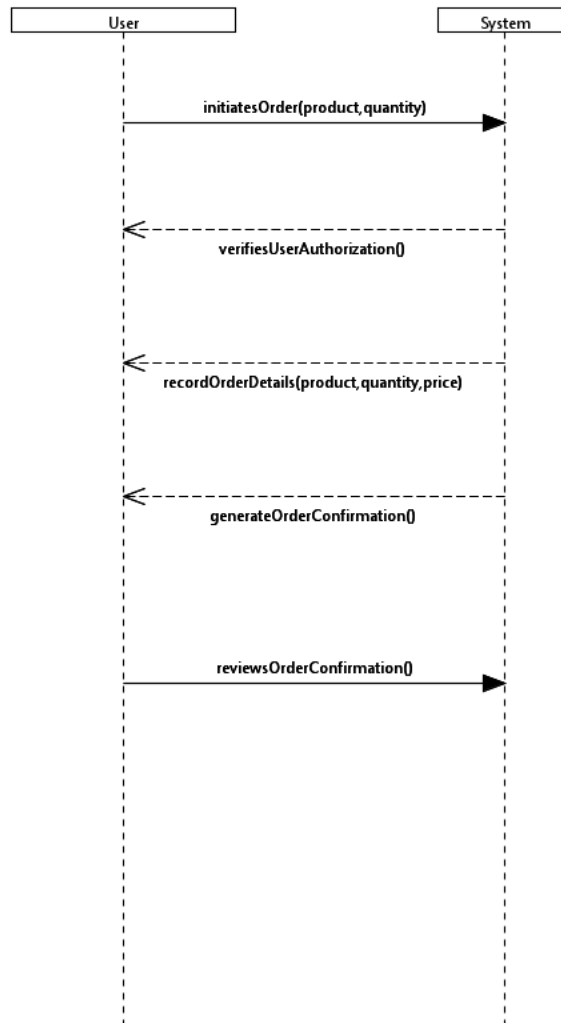 User
System
initiatesOrder(product,quantity)
verifiesUserAuthorization()
recordOrderDetails(product,quantity,price)
generateOrderConfirmation()
reviewsOrderConfirmation()